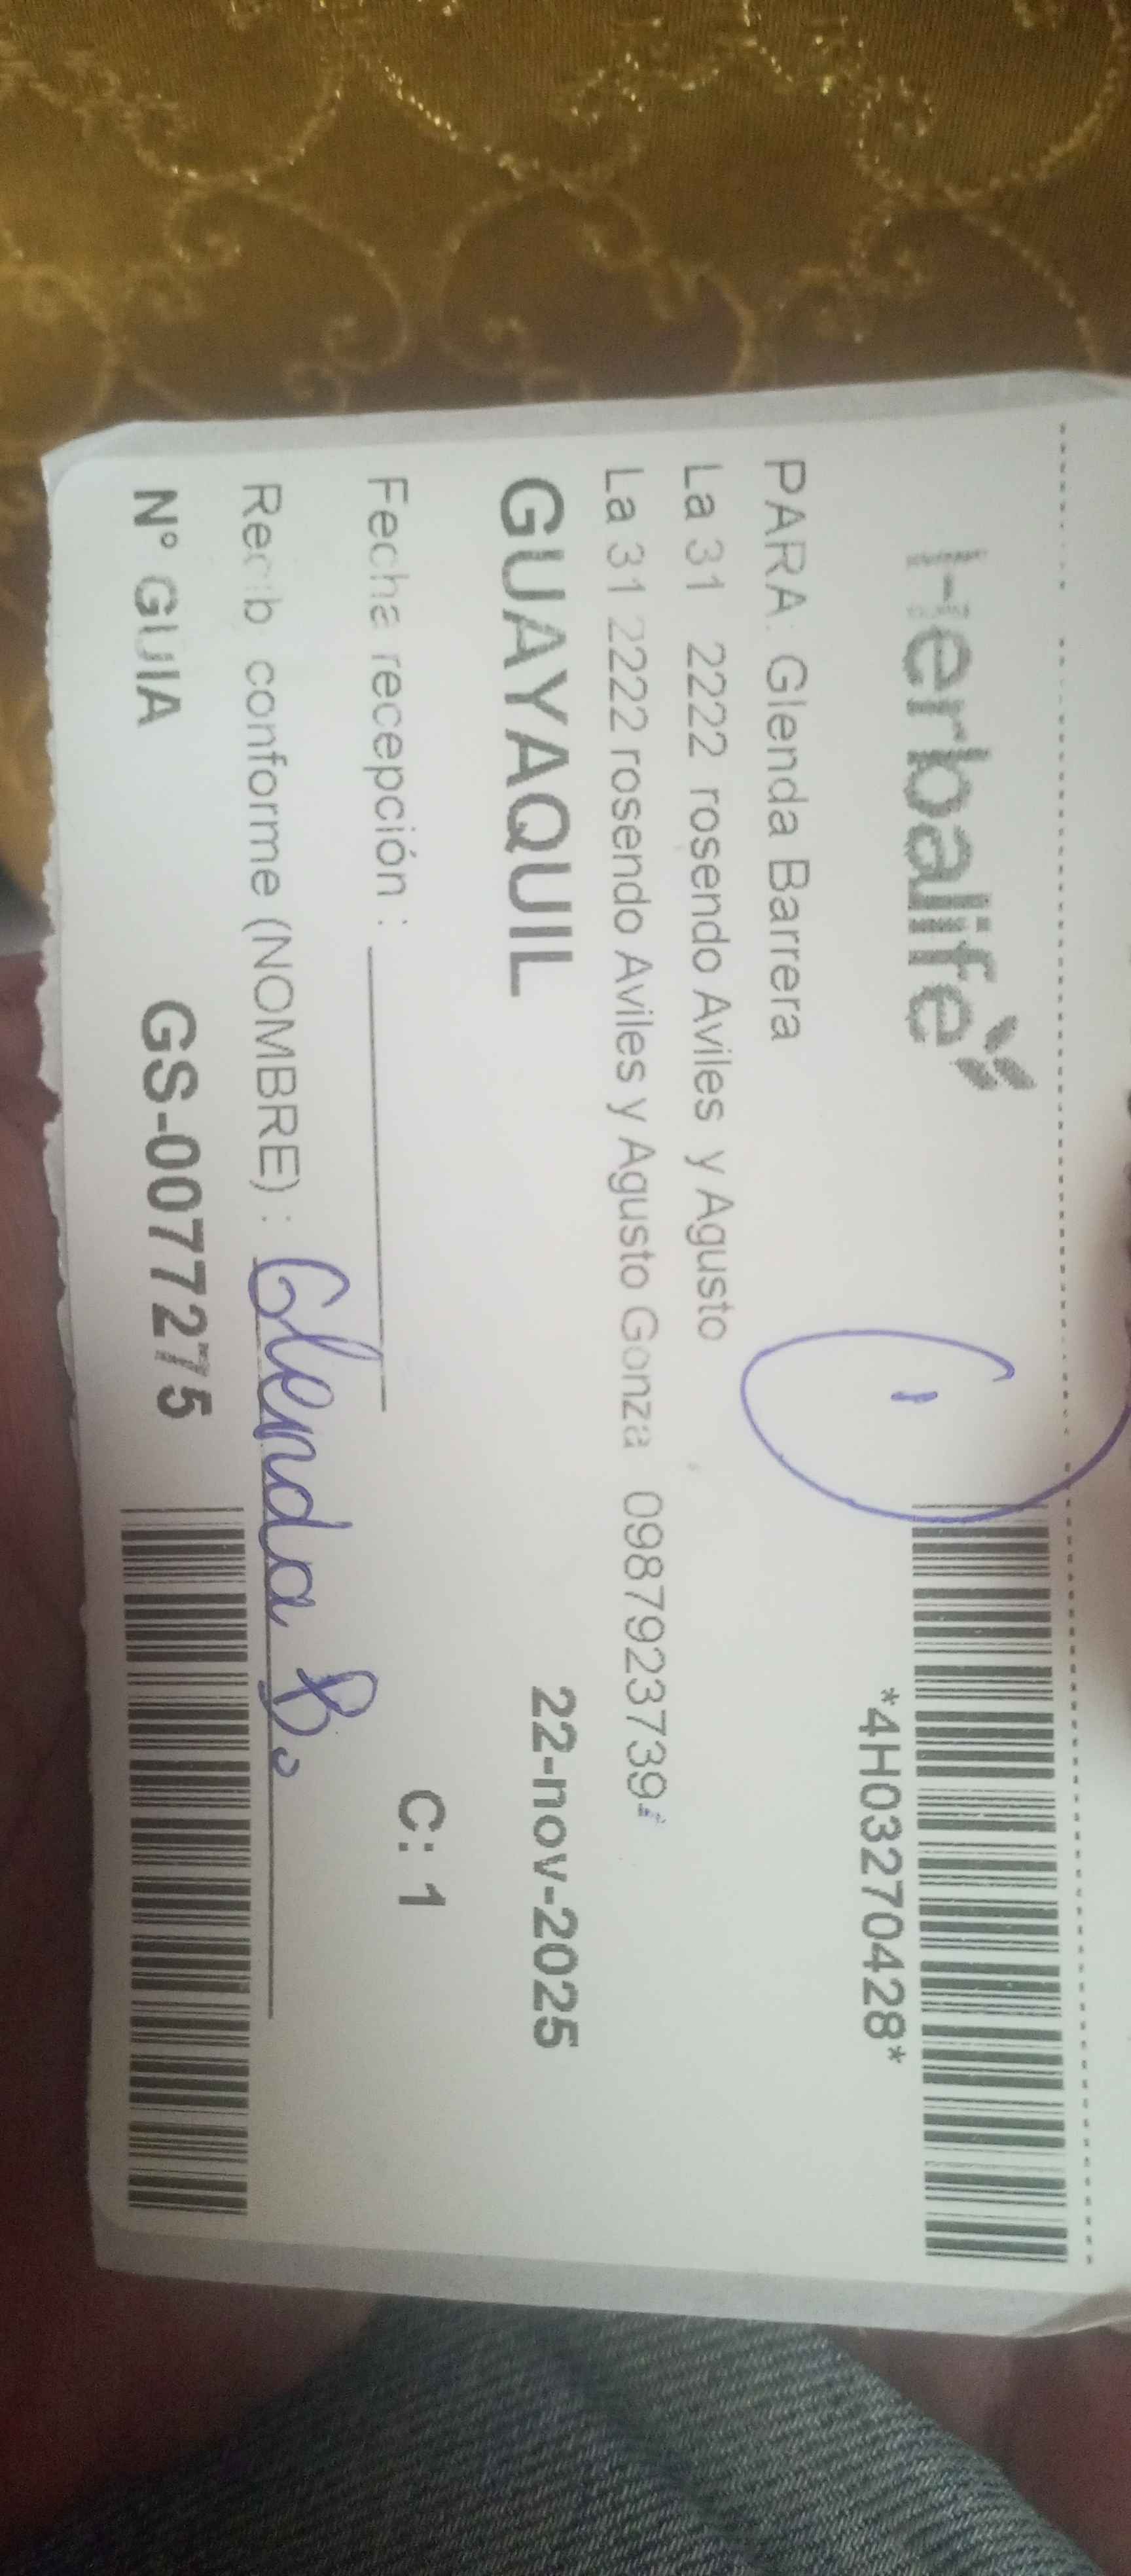 Herbalife
*4H03270428*
PARA: Glenda Barrera
La 31 2222 rosendo Aviles y Agusto
La 31 2222 rosendo Aviles y Agusto Gonza 0987923739
GUAYAQUIL 22-nov-2025
Fecha recepción :
C: 1
Recib conforme (NOMBRE) : Glenda B.
N° GUIA GS-0077275